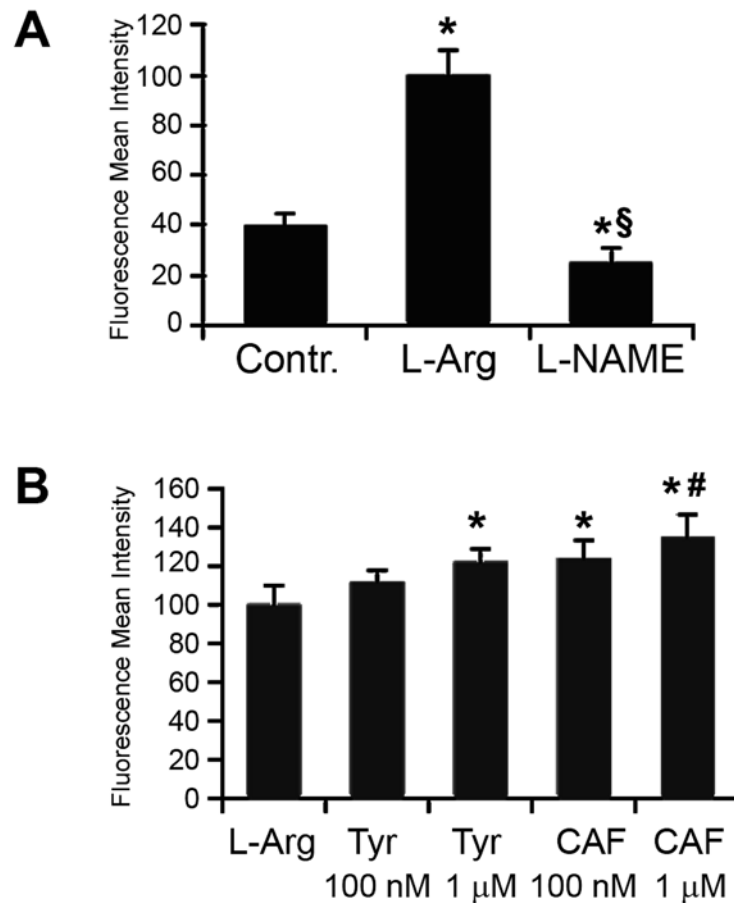 A
Fluorescence Mean Intensity
120
100
80
60
40
20
0
*
*§
Contr. L-Arg L-NAME
B
Fluorescence Mean Intensity
160
140
120
100
80
60
40
20
0
* * *#
L-Arg Tyr Tyr CAF CAF
100 nM 1 μM 100 nM 1 μM